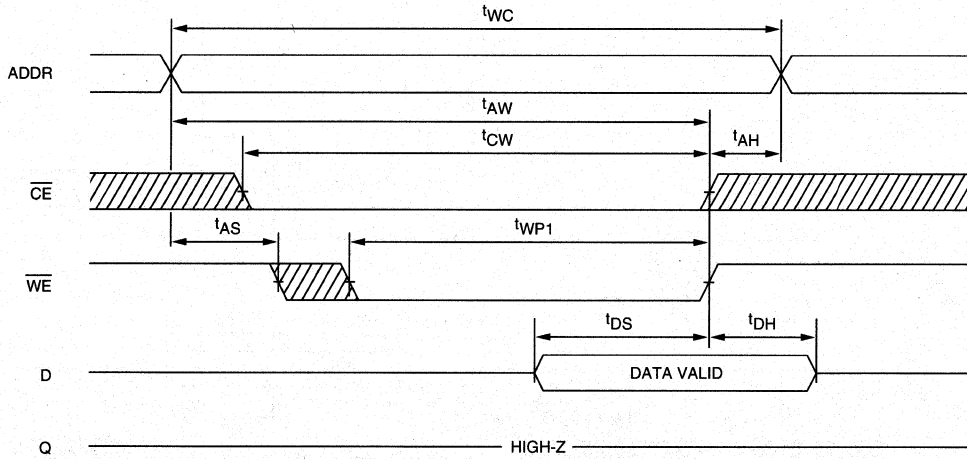 tWC
ADDR
tAW
tCW
tAH
CE
tAS
tWP1
WE
tDS
tDH
D
DATA VALID
Q
HIGH-Z